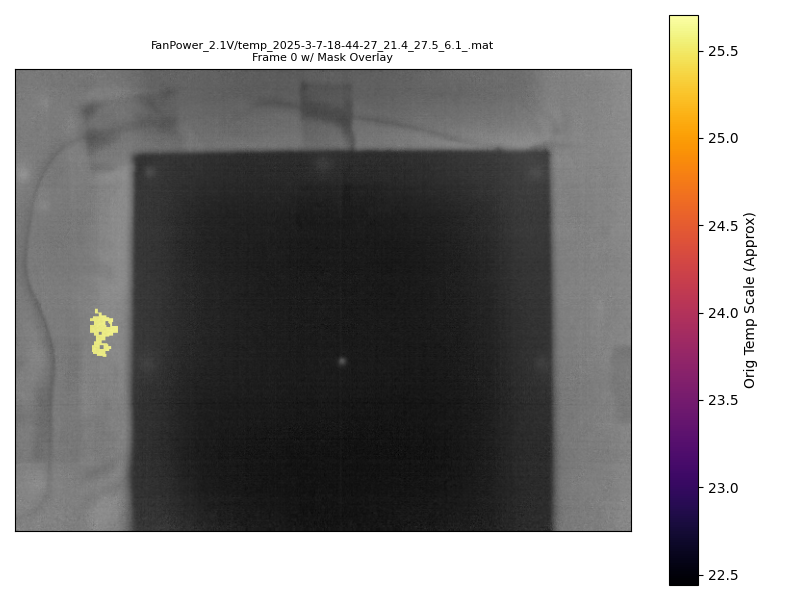 FanPower_2.1V/temp_2025-3-7-18-44-27_21.4_27.5_6.1_.mat
Frame 0 w/ Mask Overlay
25.5
25.0
24.5
24.0
23.5
23.0
22.5
Orig Temp Scale (Approx)